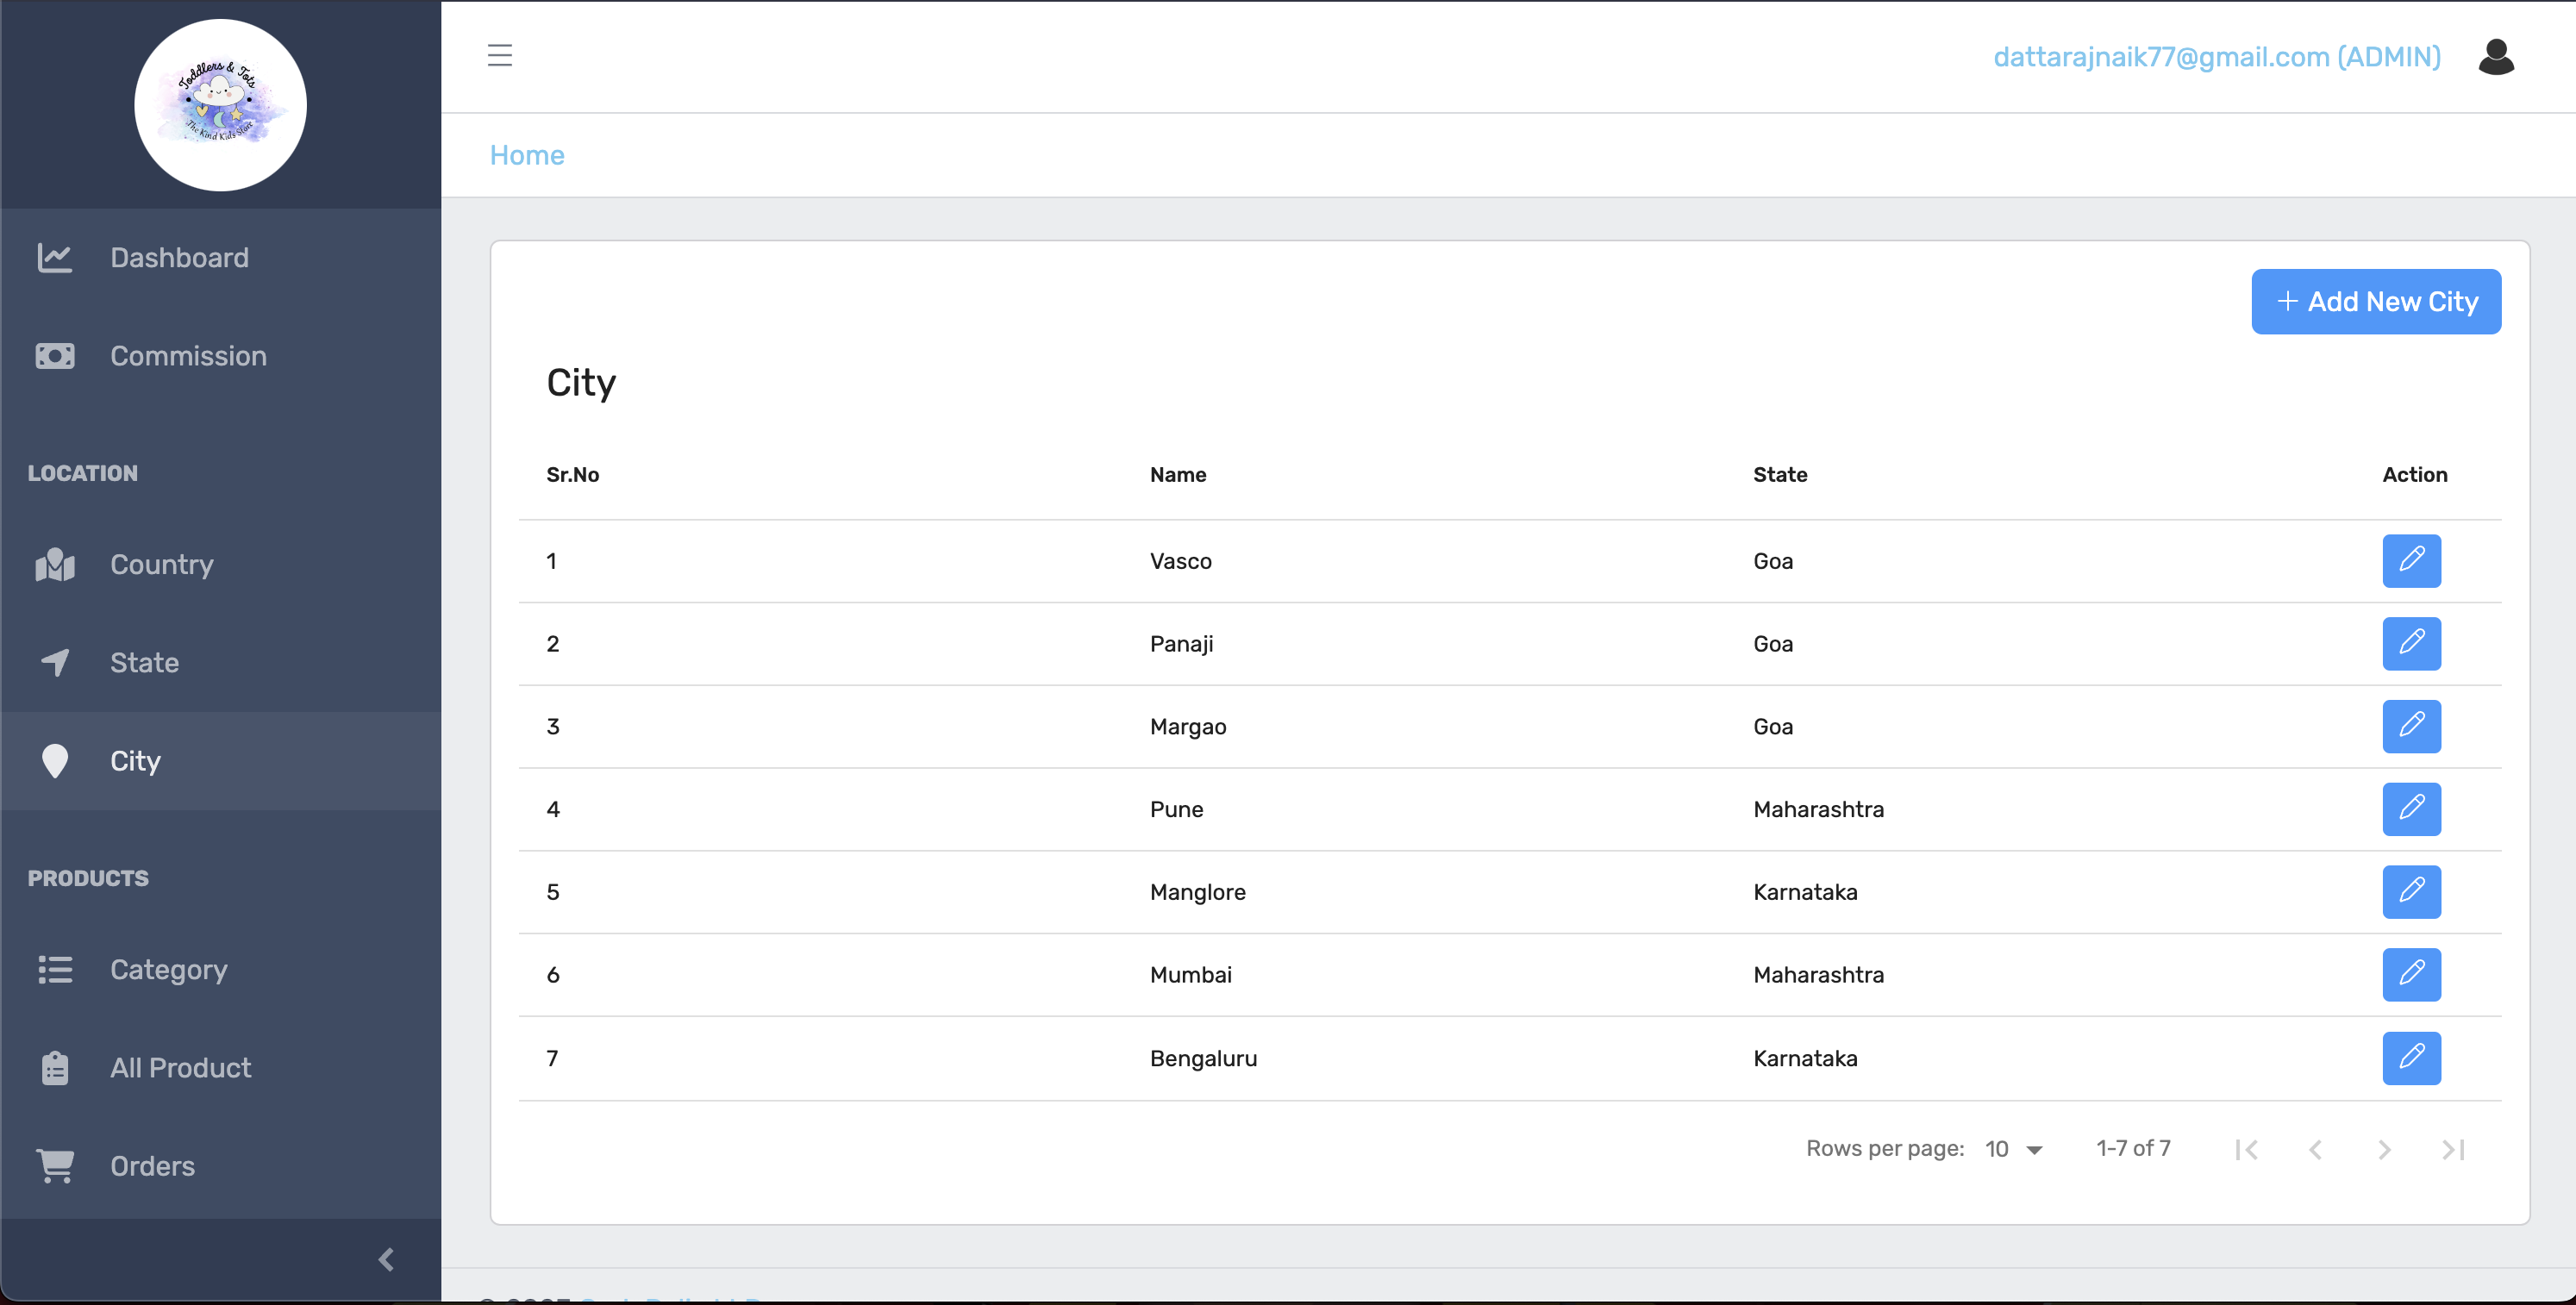 Toddlers & Tots
The Kind Kids Store
dattarajnaik77@gmail.com (ADMIN)
Home
Dashboard
Commission
LOCATION
Country
State
City
PRODUCTS
Category
All Product
Orders
+ Add New City
City
Sr.No Name State Action
1 Vasco Goa
2 Panaji Goa
3 Margao Goa
4 Pune Maharashtra
5 Manglore Karnataka
6 Mumbai Maharashtra
7 Bengaluru Karnataka
Rows per page: 10 1-7 of 7